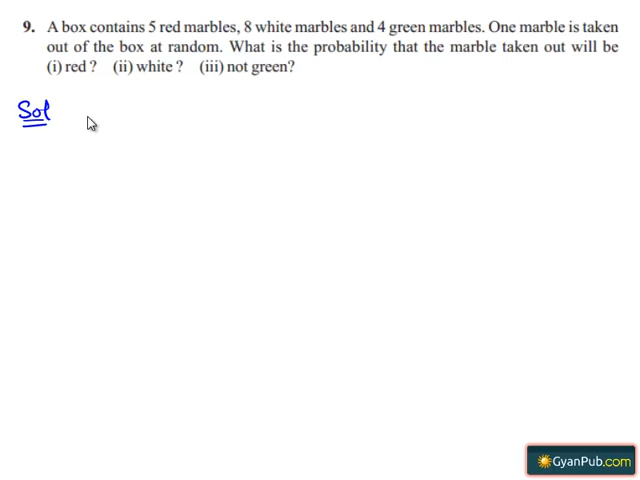 9. A box contains 5 red marbles, 8 white marbles and 4 green marbles. One marble is taken
out of the box at random. What is the probability that the marble taken out will be
(i) red ? (ii) white ? (iii) not green?
Sol
GyanPub.com